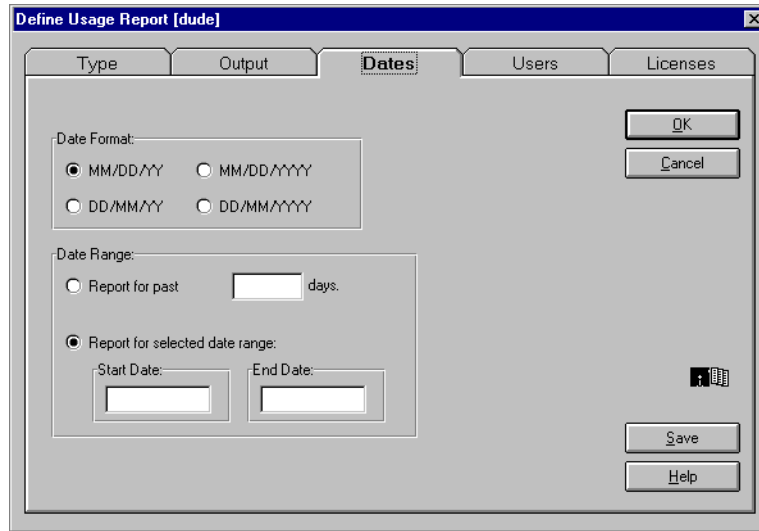 Define Usage Report [dude]
Type Output Dates Users Licenses
Date Format:
MM/DD/YY MM/DD/YYYY
DD/MM/YY DD/MM/YYYY
OK
Cancel
Date Range:
Report for past days.
Report for selected date range:
Start Date: End Date:
Save
Help